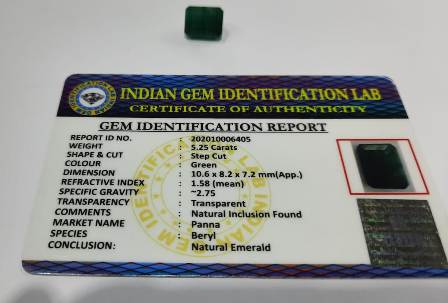 INDIAN GEM IDENTIFICATION LAB
CERTIFICATE OF AUTHENTICITY
GEM IDENTIFICATION REPORT
REPORT ID NO. : 202010006405
WEIGHT : 5.25 Carats
SHAPE & CUT : Step Cut
COLOUR : Green
DIMENSION : 10.6 x 8.2 x 7.2 mm(App.)
REFRACTIVE INDEX : 1.58 (mean)
SPECIFIC GRAVITY : ~2.75
TRANSPARENCY : Transparent
COMMENTS : Natural Inclusion Found
MARKET NAME : Panna
SPECIES : Beryl
CONCLUSION: Natural Emerald